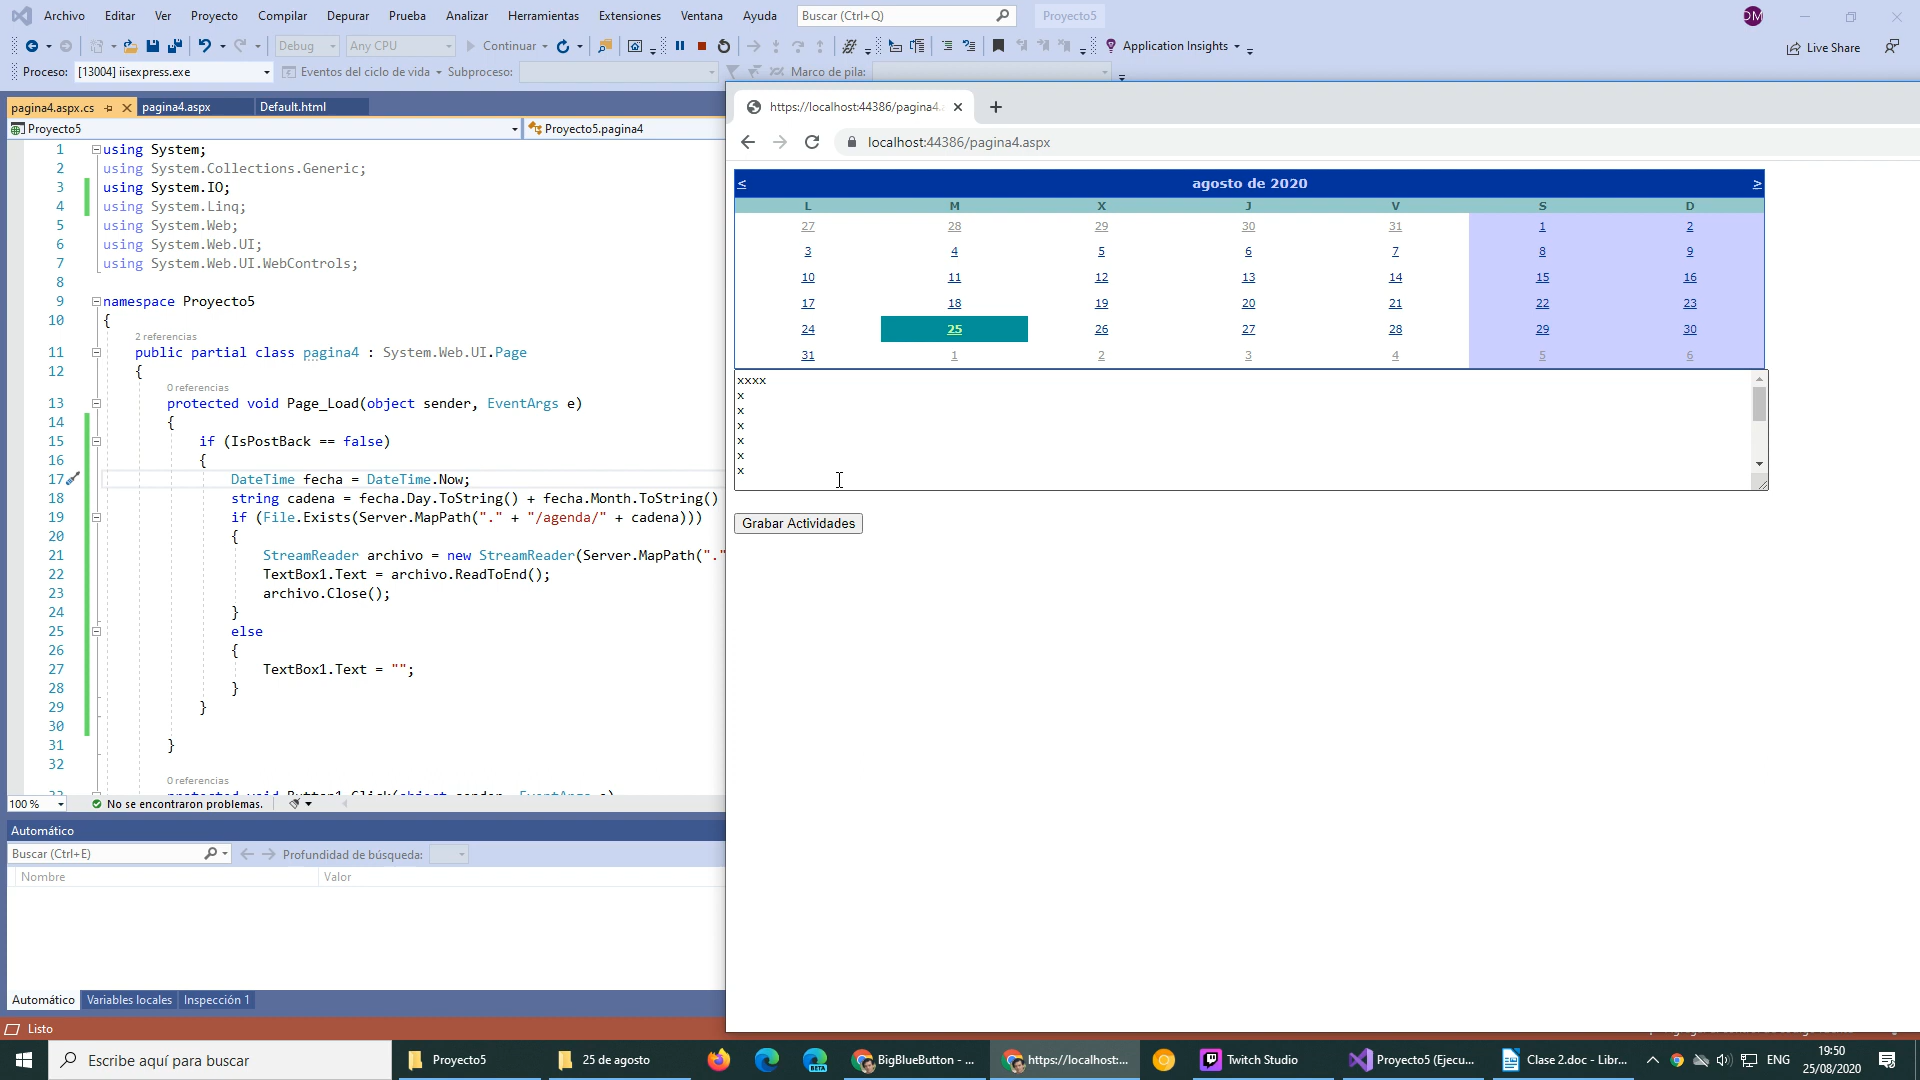 Archivo Editar Ver Proyecto Compilar Depurar Prueba Analizar Herramientas Extensiones Ventana Ayuda Buscar (Ctrl+Q) Proyecto5 DM
Debug Any CPU Continuar Application Insights Live Share
Proceso: [13004] iisexpress.exe Eventos del ciclo de vida Subproceso: Marco de pila:
pagina4.aspx.cs pagina4.aspx Default.html
Proyecto5 Proyecto5.pagina4
1 using System;
2 using System.Collections.Generic;
3 using System.IO;
4 using System.Linq;
5 using System.Web;
6 using System.Web.UI;
7 using System.Web.UI.WebControls;
8
9 namespace Proyecto5
10 {
2 referencias
11 public partial class pagina4 : System.Web.UI.Page
12 {
0 referencias
13 protected void Page_Load(object sender, EventArgs e)
14 {
15 if (IsPostBack == false)
16 {
17 DateTime fecha = DateTime.Now;
18 string cadena = fecha.Day.ToString() + fecha.Month.ToString()
19 if (File.Exists(Server.MapPath("." + "/agenda/" + cadena)))
20 {
21 StreamReader archivo = new StreamReader(Server.MapPath("."
22 TextBox1.Text = archivo.ReadToEnd();
23 archivo.Close();
24 }
25 else
26 {
27 TextBox1.Text = "";
28 }
29 }
30
31 }
32
0 referencias
33 protected void Button1_Click(object sender, EventArgs e)
100 % No se encontraron problemas.
Automático
Buscar (Ctrl+E) Profundidad de búsqueda:
Nombre Valor
Automático Variables locales Inspección 1
Listo
https://localhost:44386/pagina4.
localhost:44386/pagina4.aspx
< agosto de 2020 >
L M X J V S D
27 28 29 30 31 1 2
3 4 5 6 7 8 9
10 11 12 13 14 15 16
17 18 19 20 21 22 23
24 25 26 27 28 29 30
31 1 2 3 4 5 6
xxxx
x
x
x
x
x
x
Grabar Actividades
Escribe aquí para buscar Proyecto5 25 de agosto BETA BigBlueButton - ... https://localhost:... Twitch Studio Proyecto5 (Ejecu... Clase 2.doc - Libr... ENG 19:50
25/08/2020